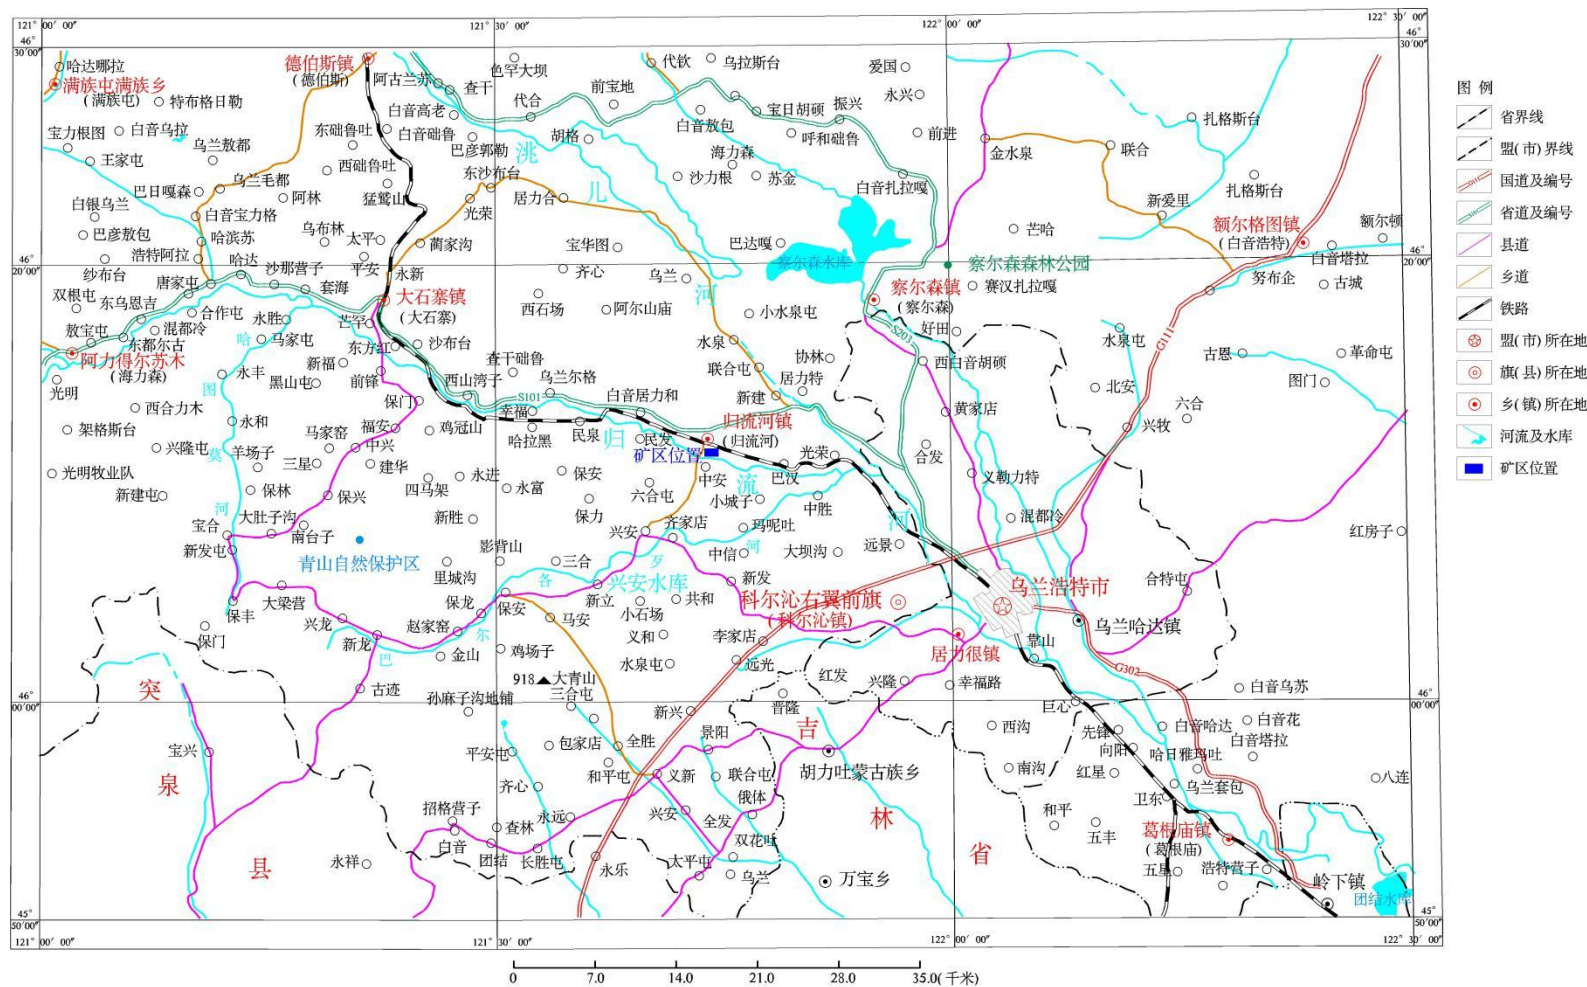 121° 00′ 00″
121° 30′ 00″
122° 00′ 00″
122° 30′ 00″
46°
30′00″
46°
30′00″
哈达哪拉
满族屯满族乡
(满族屯)
特布格日勒
德伯斯镇
(德伯斯)
阿古兰苏
查干
色罕大坝
代钦
乌拉斯台
爱国
永兴
前宝地
代合
白音高老
宝日胡硕
振兴
宝力根图
白音乌拉
东础鲁吐
白音础鲁
巴彦郭勒
胡格
白音敖包
呼和础鲁
前进
扎格斯台
王家屯
乌兰敖都
西础鲁吐
东沙布台
洮
儿
河
海力森
沙力根
苏金
白音扎拉嘎
金水泉
联合
扎格斯台
巴日嘎森
乌兰毛都
阿林
猛鹫山
光荣
居力合
新爱里
白银乌兰
白音宝力格
乌布林
太平
蔺家沟
宝华图
巴达嘎
芒哈
额尔格图镇
(白音浩特)
额尔顿
巴彦敖包
哈滨苏
浩特阿拉
平安
永新
齐心
乌兰
察尔森水库
察尔森森林公园
白音塔拉
46°
20′00″
46°
20′00″
纱布台
唐家屯
哈达
沙那营子
套海
大石寨镇
(大石寨)
西石场
阿尔山庙
小水泉屯
察尔森镇
(察尔森)
赛汉扎拉嘎
努布企
古城
双根屯
东乌恩吉
合作屯
永胜
芒罕
好田
S203
G111
敖宝屯
混都冷
东都尔古
马家屯
东方红
沙布台
水泉
协林
西白音胡硕
水泉屯
古恩
革命屯
阿力得尔苏木
(海力森)
新福
查干础鲁
联合屯
光明
永丰
黑山屯
前锋
西山湾子
乌兰尔格
居力特
北安
图门
西合力木
保门
S101
幸福
白音居力和
新建
黄家店
六合
架格斯台
永和
福安
鸡冠山
哈拉黑
民泉
归流河镇
(归流河)
兴牧
兴隆屯
羊场子
马家窑
中兴
民发
矿区位置
光荣
合发
光明牧业队
三星
建华
永进
保安
中安
巴汉
义勒力特
新建屯
保林
保兴
四马架
永富
六合屯
小城子
中胜
归
流
河
哈
图
莫
河
宝合
大肚子沟
南台子
新胜
保力
兴安
齐家店
玛呢吐
混都冷
红房子
新发屯
青山自然保护区
影背山
三合
中信
大坝沟
远景
里城沟
兴安水库
新发
乌兰浩特市
合特屯
大梁营
保安
新立
小石场
共和
科尔沁右翼前旗
(科尔沁镇)
保丰
保门
兴龙
赵家窑
保龙
马安
义和
李家店
靠山
乌兰哈达镇
巴
尔
各
歹
河
新龙
金山
鸡场子
水泉屯
远光
居力很镇
G302
突
泉
县
918
大青山
红发
兴隆
幸福路
白音乌苏
46°
00′00″
46°
00′00″
古迹
孙麻子沟地铺
三合屯
新兴
晋隆
巨心
宝兴
平安屯
包家店
全胜
景阳
西沟
先锋
白音哈达
白音花
吉
林
省
和平屯
义新
联合屯
胡力吐蒙古族乡
向阳
哈日雅玛吐
白音塔拉
齐心
俄体
南沟
红星
乌兰套包
八连
招格营子
永远
兴安
全发
和平
五丰
卫东
查林
双花吐
葛根庙镇
(葛根庙)
白音
团结
长胜屯
永乐
太平屯
乌兰
万宝乡
五星
浩特营子
岭下镇
永祥
团结水库
45°
50′00″
45°
50′00″
121° 00′ 00″
121° 30′ 00″
122° 00′ 00″
122° 30′ 00″
0 7.0 14.0 21.0 28.0 35.0(千米)
图 例
省界线
盟(市)界线
国道及编号
省道及编号
县道
乡道
铁路
盟(市)所在地
旗(县)所在地
乡(镇)所在地
河流及水库
矿区位置